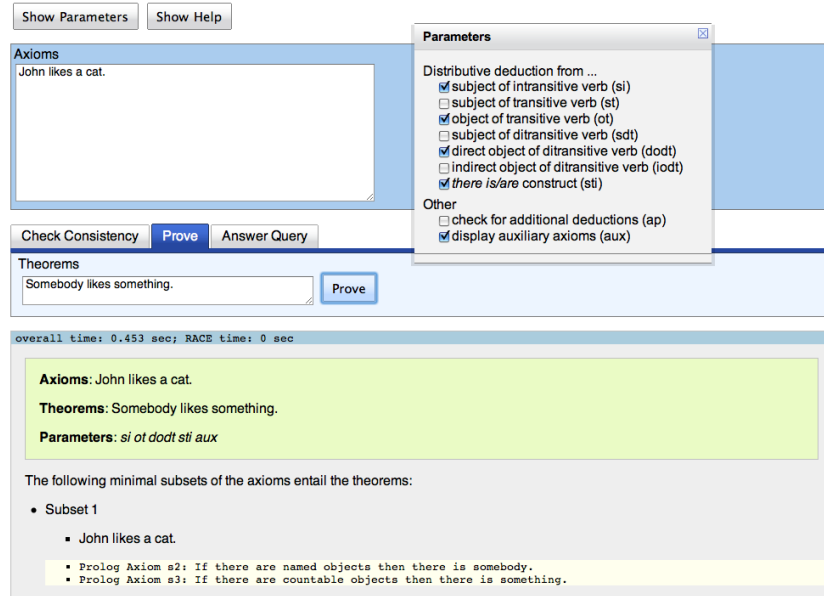 Show Parameters
Show Help
Axioms
John likes a cat.
Parameters
Distributive deduction from ...
subject of intransitive verb (si)
subject of transitive verb (st)
object of transitive verb (ot)
subject of ditransitive verb (sdt)
direct object of ditransitive verb (dodt)
indirect object of ditransitive verb (iodt)
there is/are construct (sti)
Other
check for additional deductions (ap)
display auxiliary axioms (aux)
Check Consistency
Prove
Answer Query
Theorems
Somebody likes something.
Prove
overall time: 0.453 sec; RACE time: 0 sec
Axioms: John likes a cat.
Theorems: Somebody likes something.
Parameters: si ot dodt sti aux
The following minimal subsets of the axioms entail the theorems:
• Subset 1
▪ John likes a cat.
▪ Prolog Axiom s2: If there are named objects then there is somebody.
▪ Prolog Axiom s3: If there are countable objects then there is something.